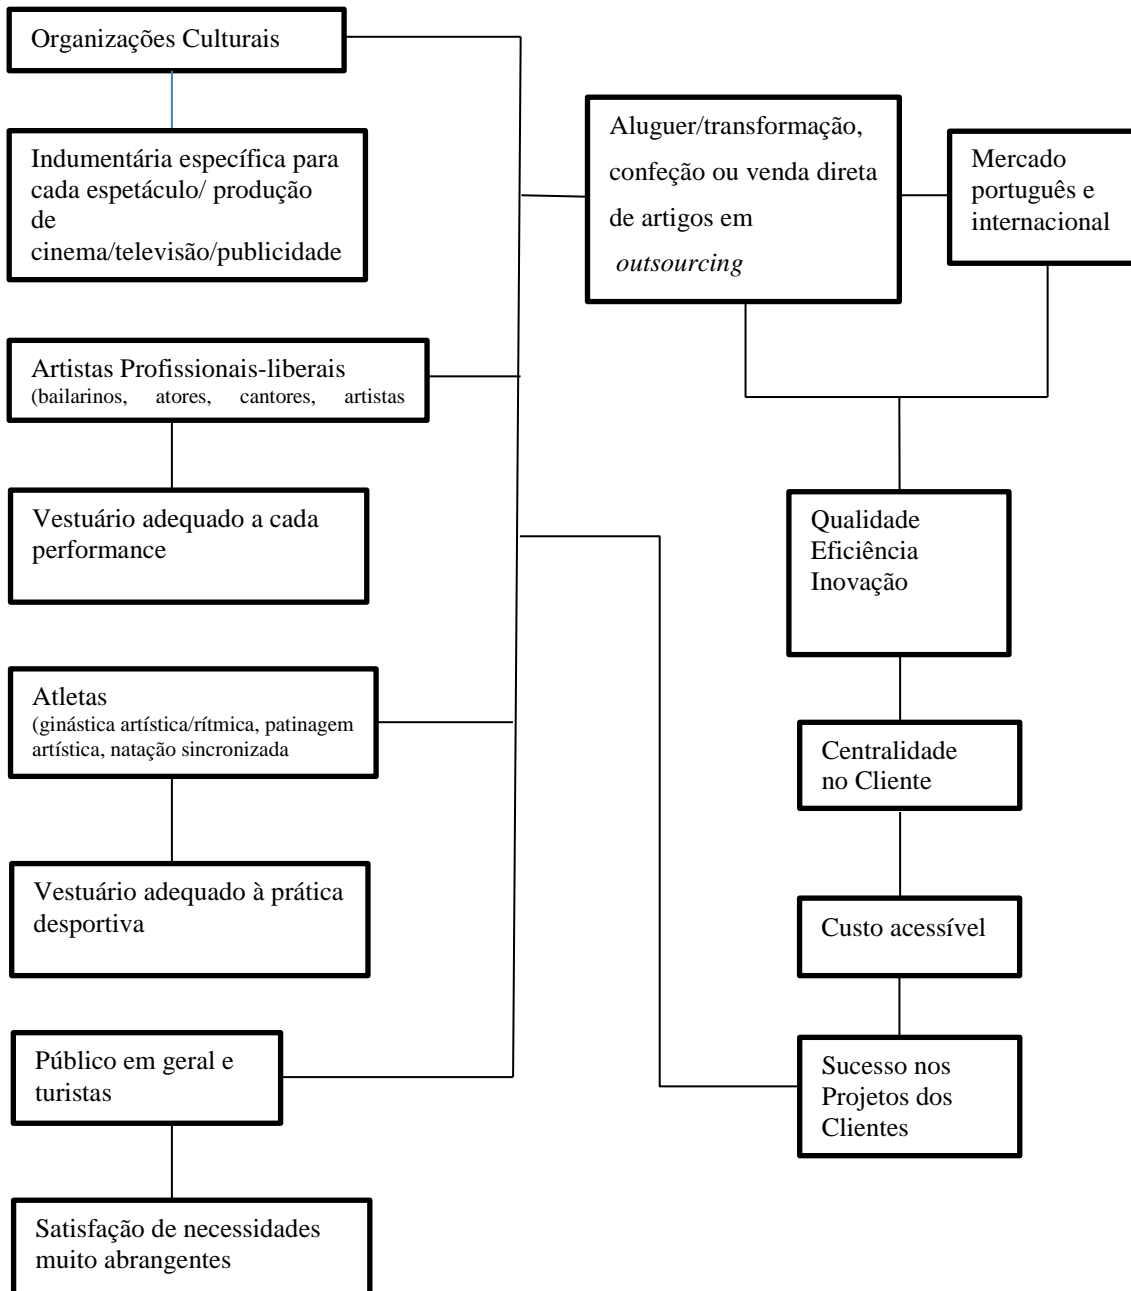 Organizações Culturais
Indumentária específica para
cada espetáculo/ produção
de
cinema/televisão/publicidade
Artistas Profissionais-liberais
(bailarinos, atores, cantores, artistas
Vestuário adequado a cada
performance
Atletas
(ginástica artística/rítmica, patinagem
artística, natação sincronizada
Vestuário adequado à prática
desportiva
Público em geral e
turistas
Satisfação de necessidades
muito abrangentes
Aluguer/transformação,
confeção ou venda direta
de artigos em
outsourcing
Mercado
português e
internacional
Qualidade
Eficiência
Inovação
Centralidade
no Cliente
Custo acessível
Sucesso nos
Projetos dos
Clientes